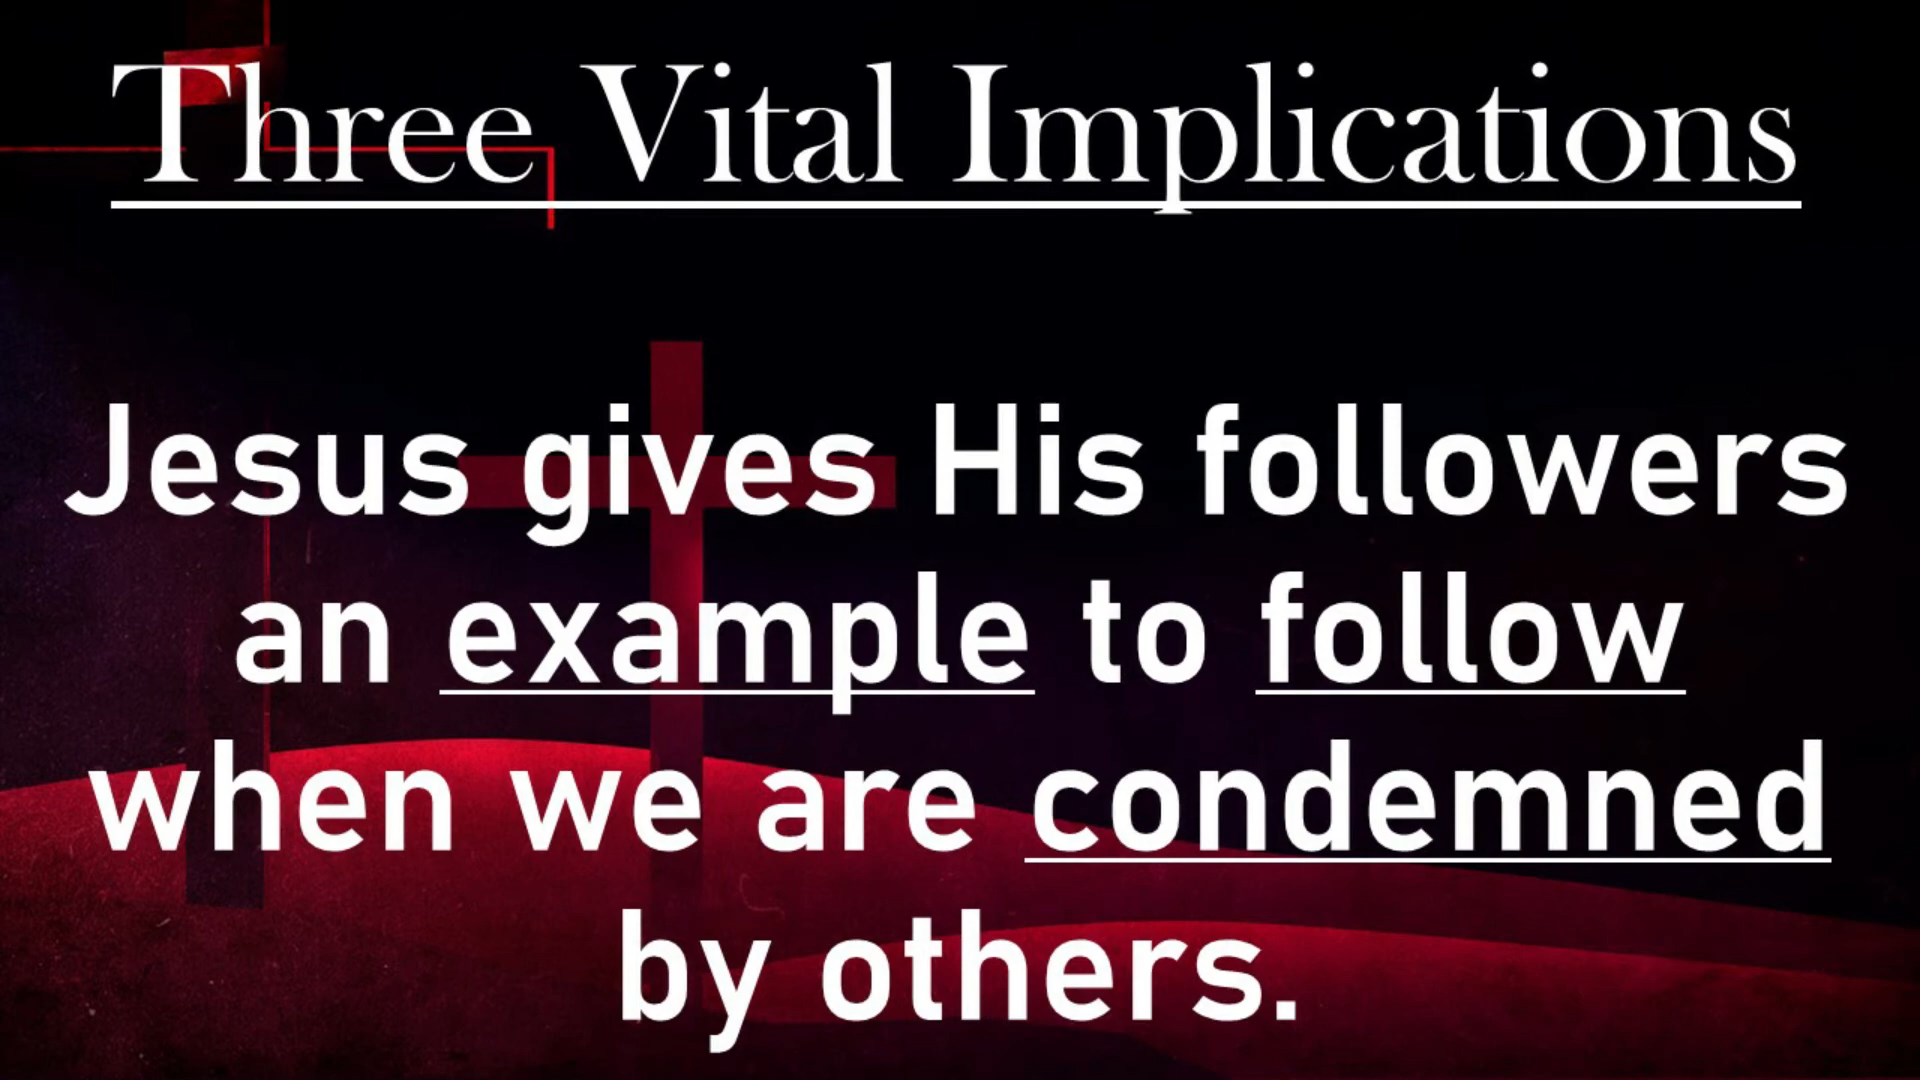 Three Vital Implications
Jesus gives His followers
an example to follow
when we are condemned
by others.